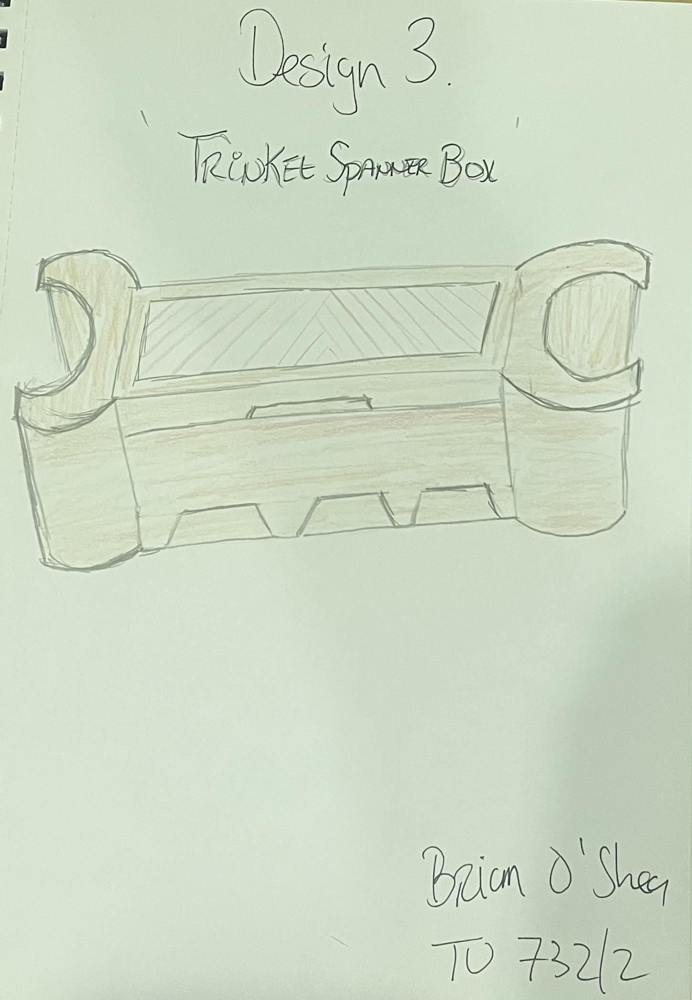 Design 3.
'TRiNKEt SPANNER BOX'
BRian O'Shea
TU 732/2